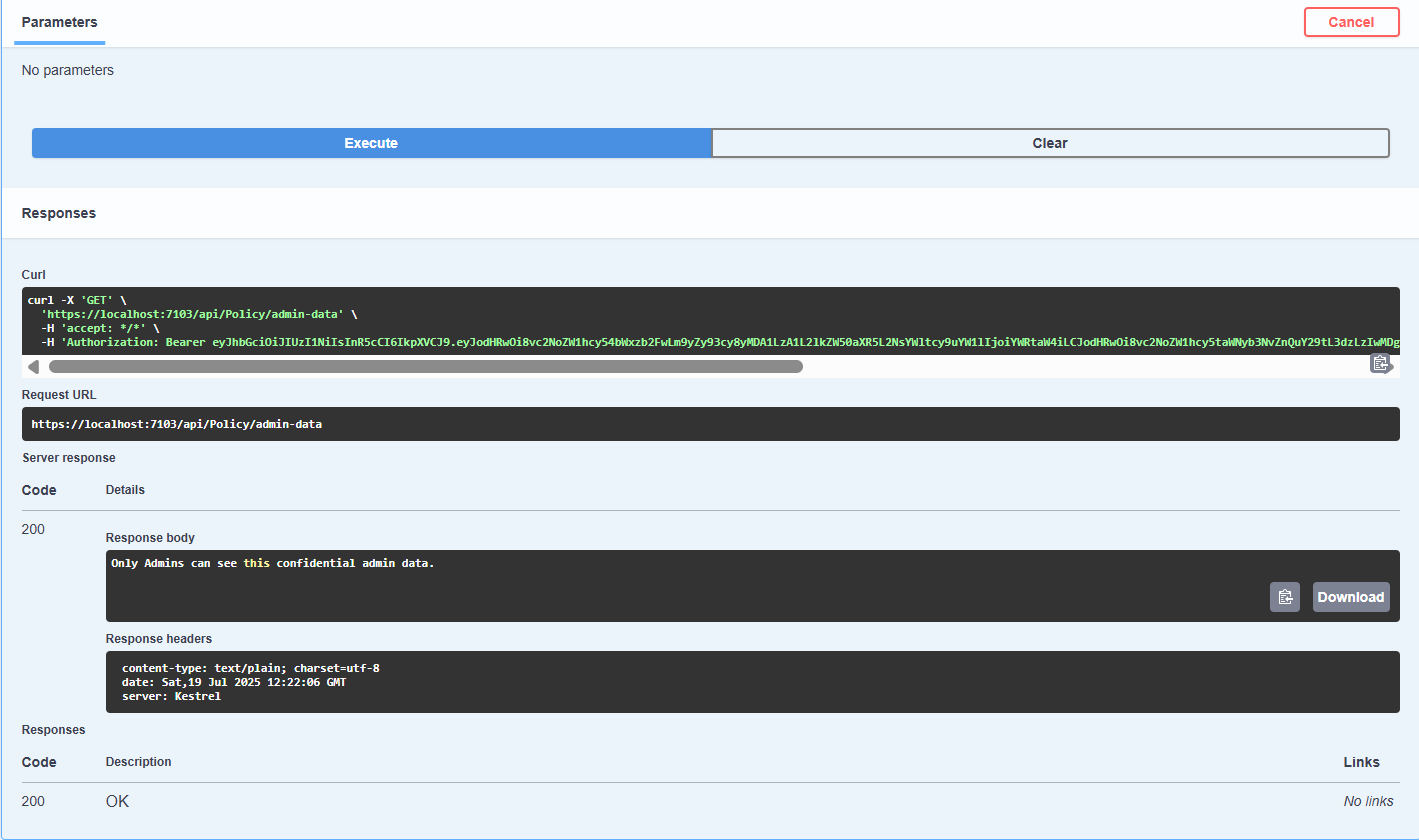 Parameters
Cancel
No parameters
Execute
Clear
Responses
Curl
curl -X 'GET' \
'https://localhost:7103/api/Policy/admin-data' \
-H 'accept: */*' \
-H 'Authorization: Bearer
Request URL
https://localhost:7103/api/Policy/admin-data
Server response
Code Details
200
Response body
Only Admins can see this confidential admin data.
Download
Response headers
content-type: text/plain; charset=utf-8
date: Sat,19 Jul 2025 12:22:06 GMT
server: Kestrel
Responses
Code Description Links
200 OK No links